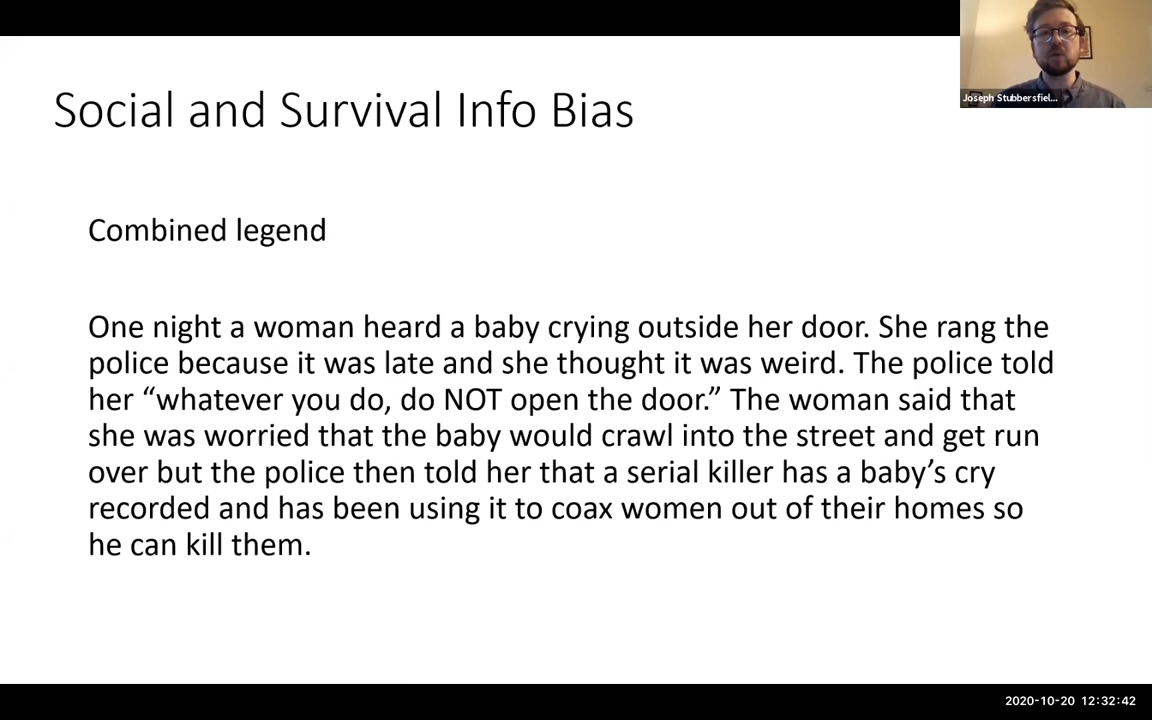 Joseph Stubbersfiel...
Social and Survival Info Bias
Combined legend
One night a woman heard a baby crying outside her door. She rang the
police because it was late and she thought it was weird. The police told
her “whatever you do, do NOT open the door.” The woman said that
she was worried that the baby would crawl into the street and get run
over but the police then told her that a serial killer has a baby’s cry
recorded and has been using it to coax women out of their homes so
he can kill them.
2020-10-20 12:32:42